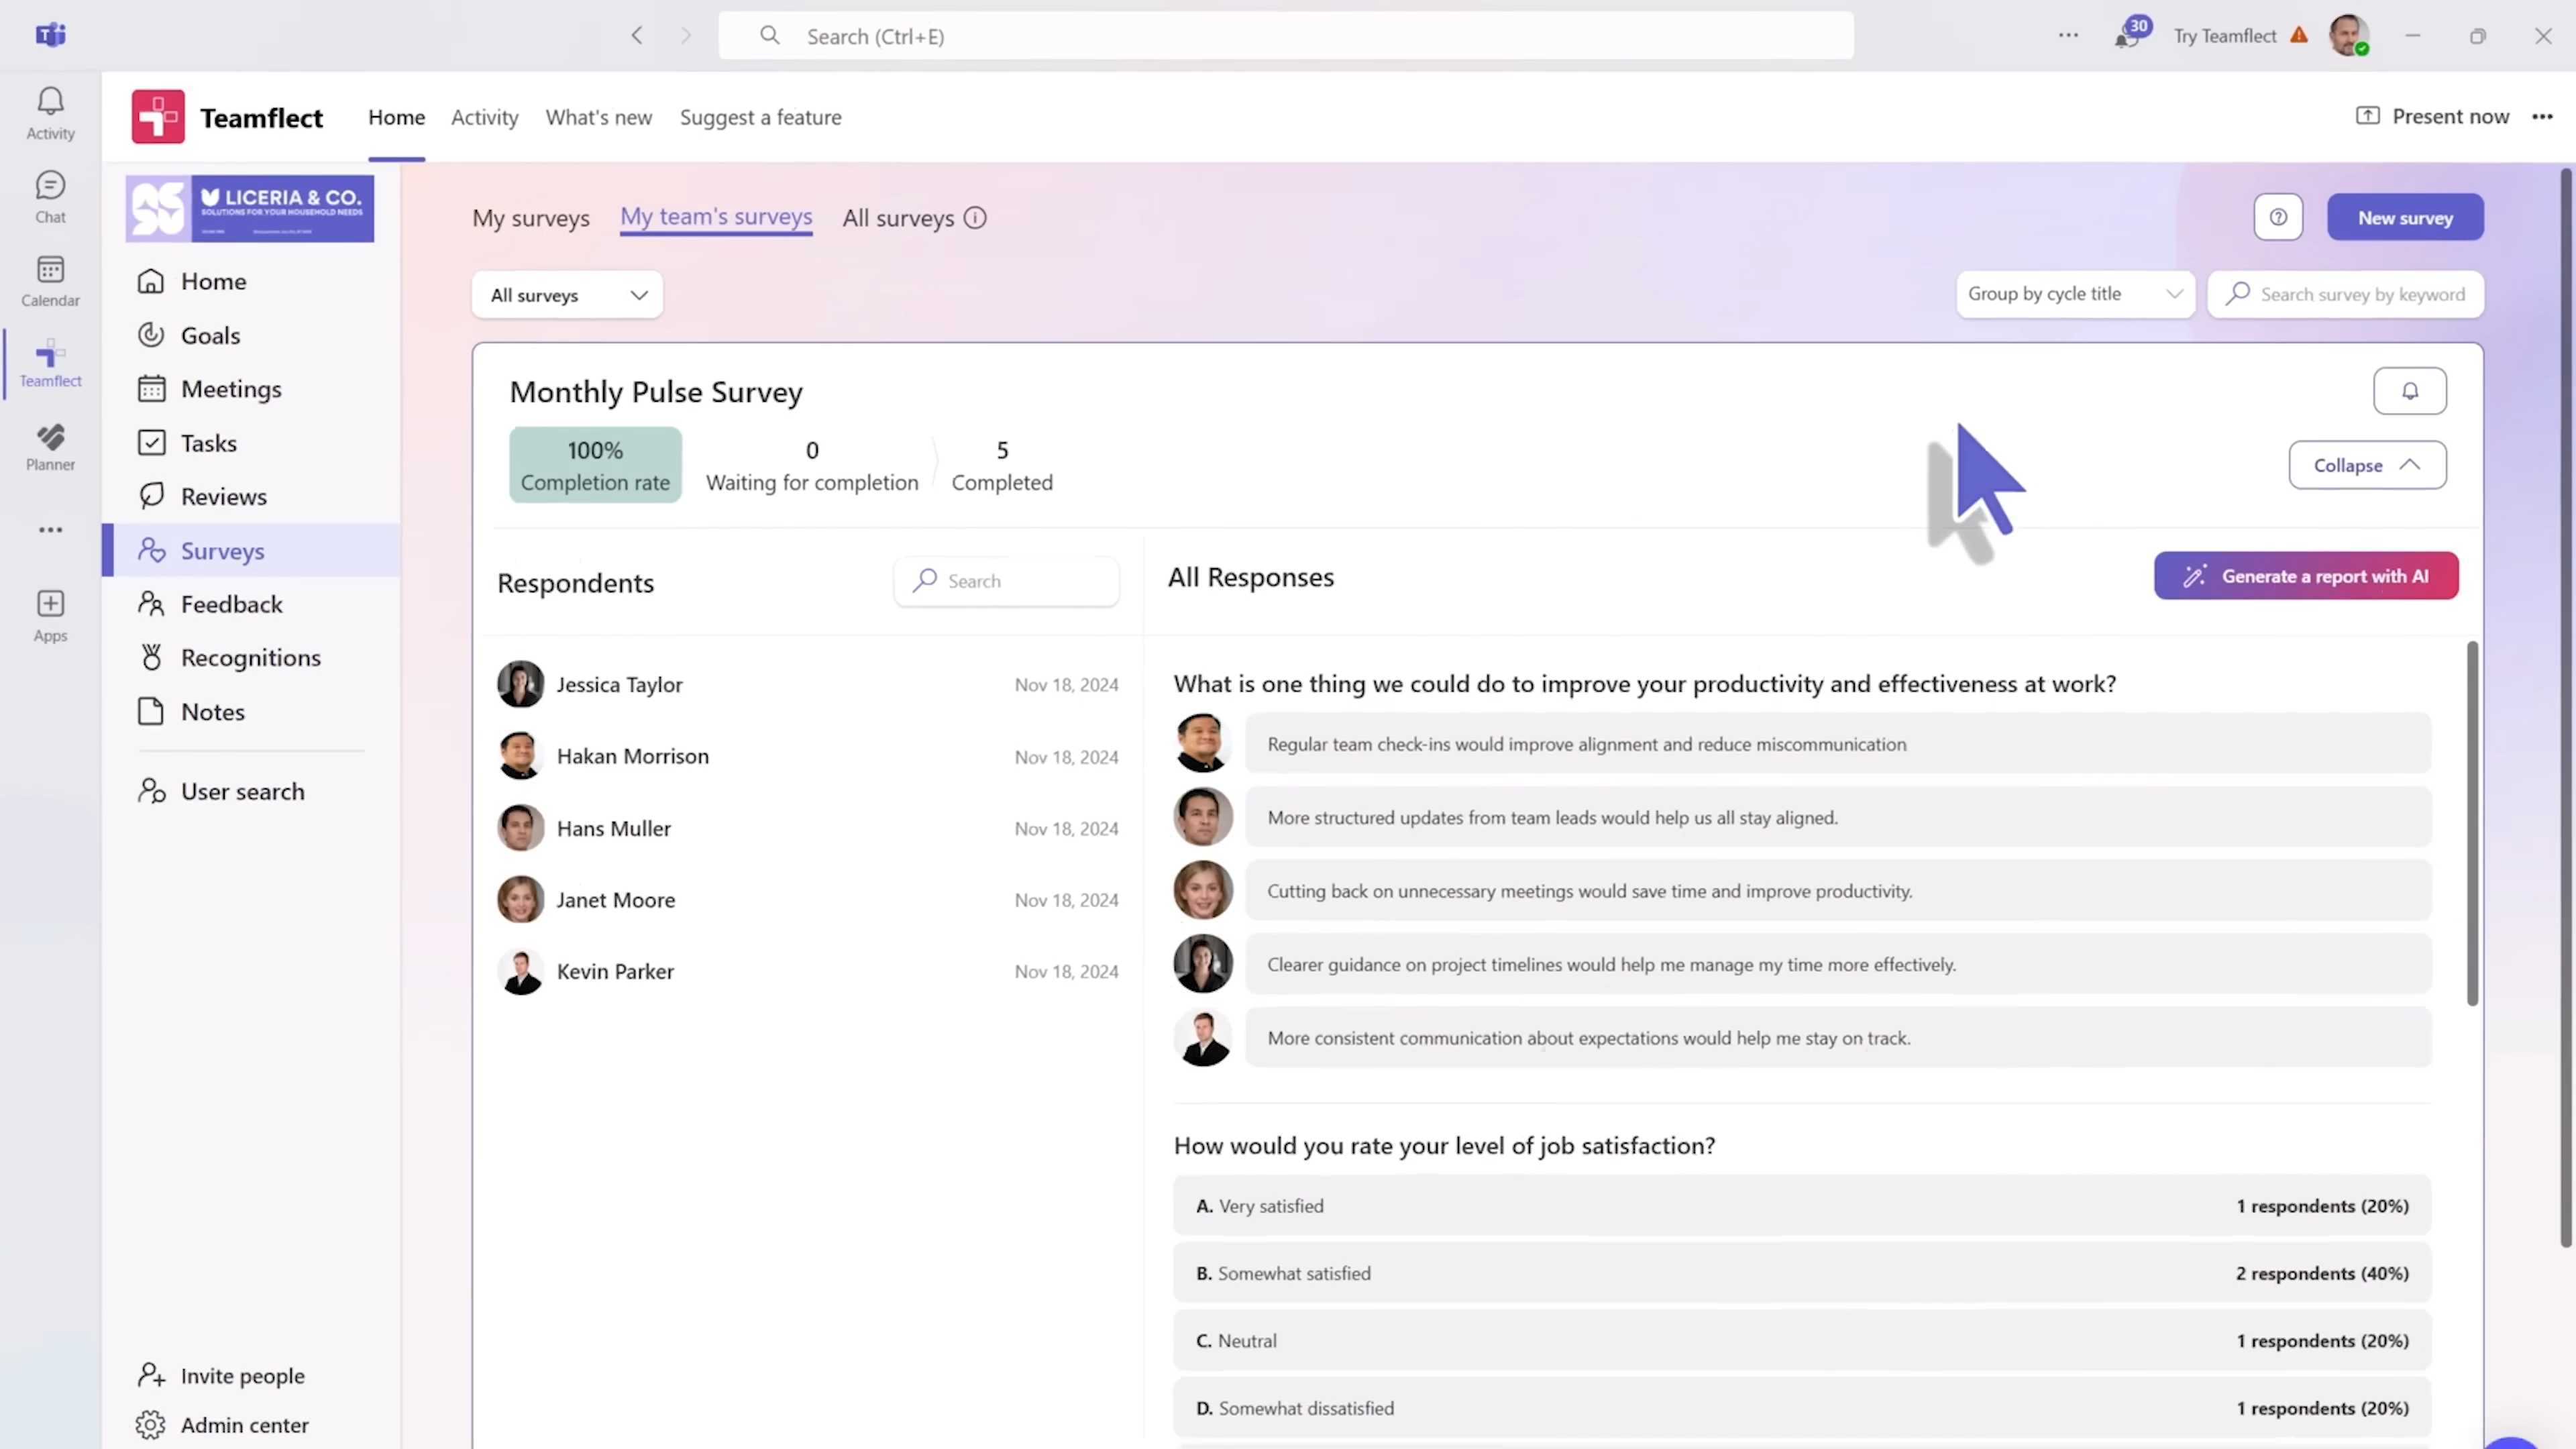 Search (Ctrl+E)
30
Try Teamflect
Activity
Chat
Calendar
Teamflect
Planner
Apps
Teamflect
Home
Activity
What's new
Suggest a feature
Present now
LICERIA & CO.
SOLUTIONS FOR YOUR HOUSEHOLD NEEDS
Home
Goals
Meetings
Tasks
Reviews
Surveys
Feedback
Recognitions
Notes
User search
Invite people
Admin center
My surveys
My team's surveys
All surveys
New survey
All surveys
Group by cycle title
Search survey by keyword
Monthly Pulse Survey
100%
Completion rate
0
Waiting for completion
5
Completed
Collapse
Respondents
Search
Jessica Taylor
Nov 18, 2024
Hakan Morrison
Nov 18, 2024
Hans Muller
Nov 18, 2024
Janet Moore
Nov 18, 2024
Kevin Parker
Nov 18, 2024
All Responses
Generate a report with AI
What is one thing we could do to improve your productivity and effectiveness at work?
Regular team check-ins would improve alignment and reduce miscommunication
More structured updates from team leads would help us all stay aligned.
Cutting back on unnecessary meetings would save time and improve productivity.
Clearer guidance on project timelines would help me manage my time more effectively.
More consistent communication about expectations would help me stay on track.
How would you rate your level of job satisfaction?
A. Very satisfied
1 respondents (20%)
B. Somewhat satisfied
2 respondents (40%)
C. Neutral
1 respondents (20%)
D. Somewhat dissatisfied
1 respondents (20%)